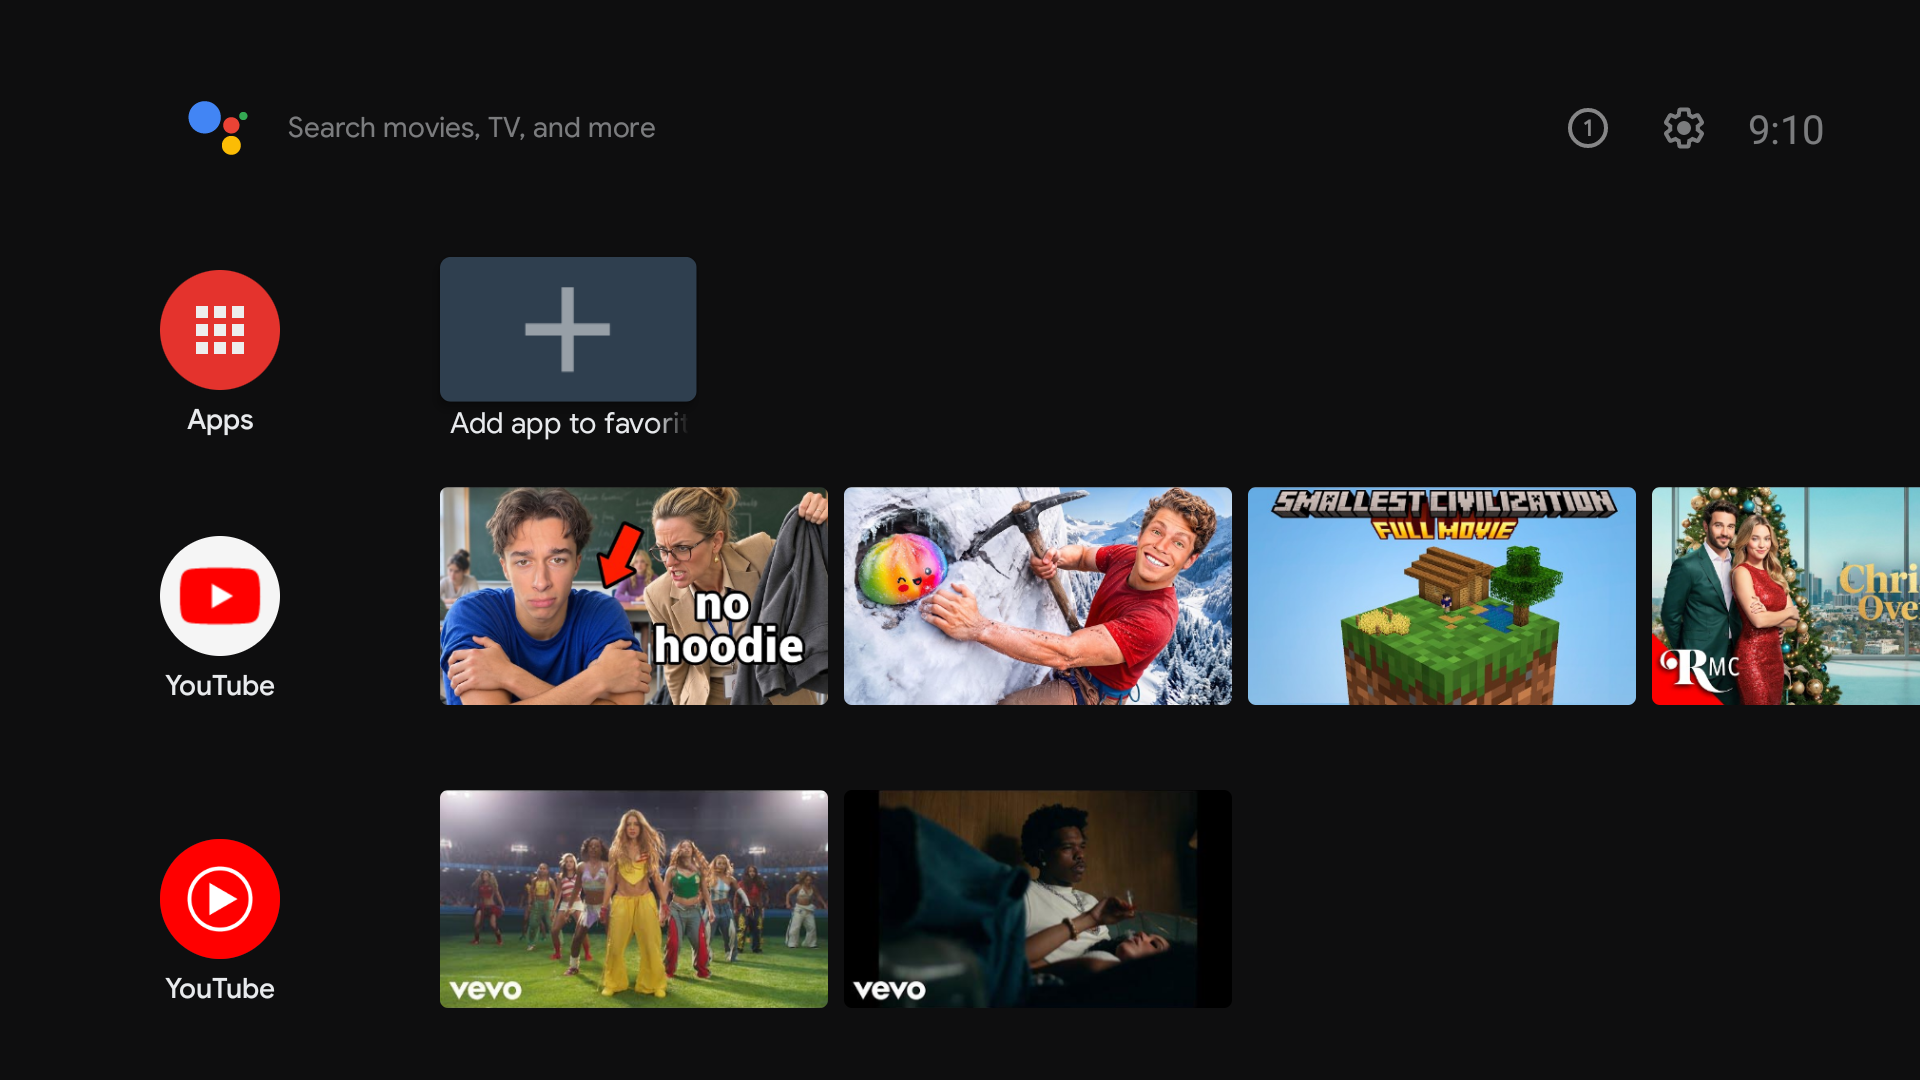 Search movies, TV, and more
1
9:10
Apps
Add app to favorit
YouTube
no
hoodie
SMALLEST CIVILIZATION
FULL MOVIE
Chri
Ove
RMC
YouTube
vevo
vevo